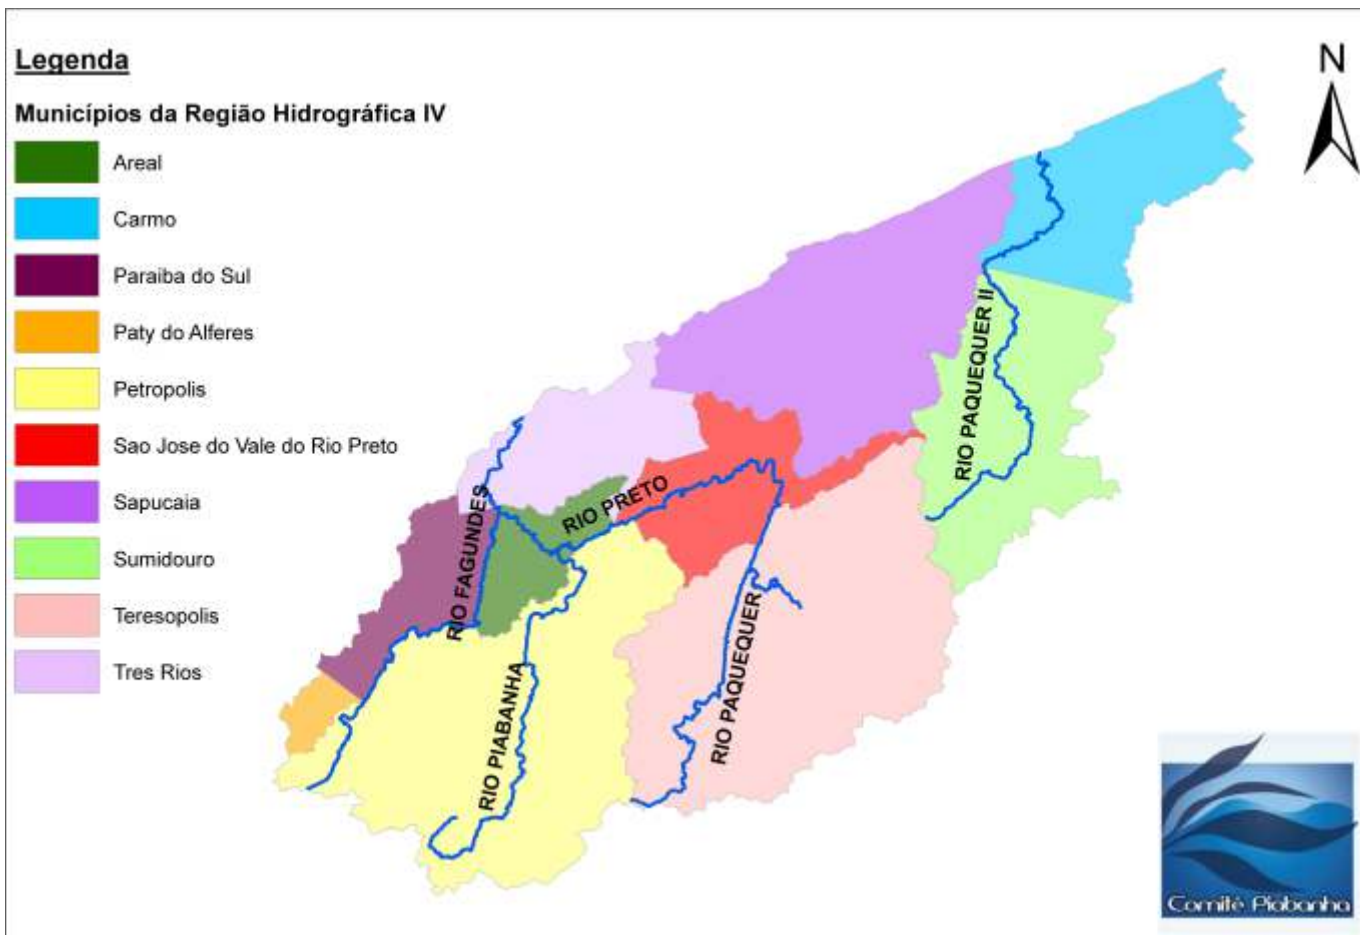 Legenda
Municípios da Região Hidrográfica IV
Areal
Carmo
Paraiba do Sul
Paty do Alferes
Petropolis
Sao Jose do Vale do Rio Preto
Sapucaia
Sumidouro
Teresopolis
Tres Rios
N
RIO PAQUEQUER II
RIO PRETO
RIO FAGUNDES
RIO PIABANHA
RIO PAQUEQUER
Comitê Piabanha